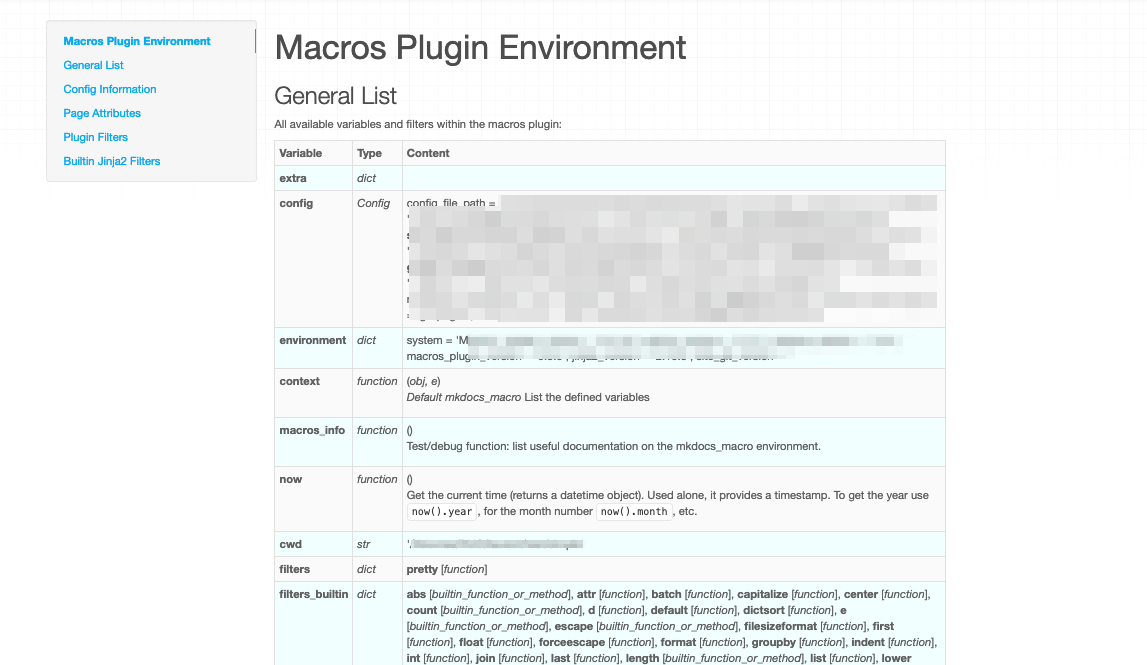 Macros Plugin Environment
General List
Config Information
Page Attributes
Plugin Filters
Builtin Jinja2 Filters
Macros Plugin Environment
General List
All available variables and filters within the macros plugin:
Variable Type Content
extra dict
config Config config_file_path =
environment dict system = 'M
macros_plugin_version
context function (obj, e)
Default mkdocs_macro List the defined variables
macros_info function ()
Test/debug function: list useful documentation on the mkdocs_macro environment.
now function ()
Get the current time (returns a datetime object). Used alone, it provides a timestamp. To get the year use
now().year , for the month number now().month , etc.
cwd str
filters dict pretty [function]
filters_builtin dict abs [builtin_function_or_method], attr [function], batch [function], capitalize [function], center [function],
count [builtin_function_or_method], d [function], default [function], dictsort [function], e
[builtin_function_or_method], escape [builtin_function_or_method], filesizeformat [function], first
[function], float [function], forceescape [function], format [function], groupby [function], indent [function],
int [function], join [function], last [function], length [builtin_function_or_method], list [function], lower